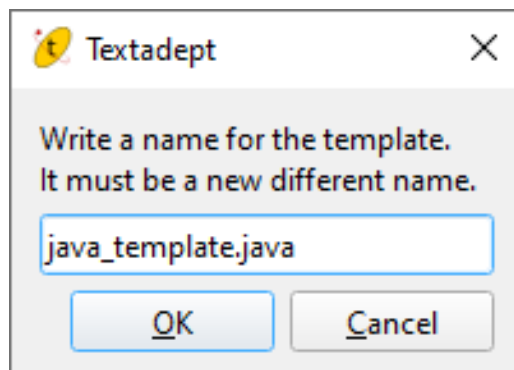 Textadept
Write a name for the template.
It must be a new different name.
java_template.java
OK
Cancel